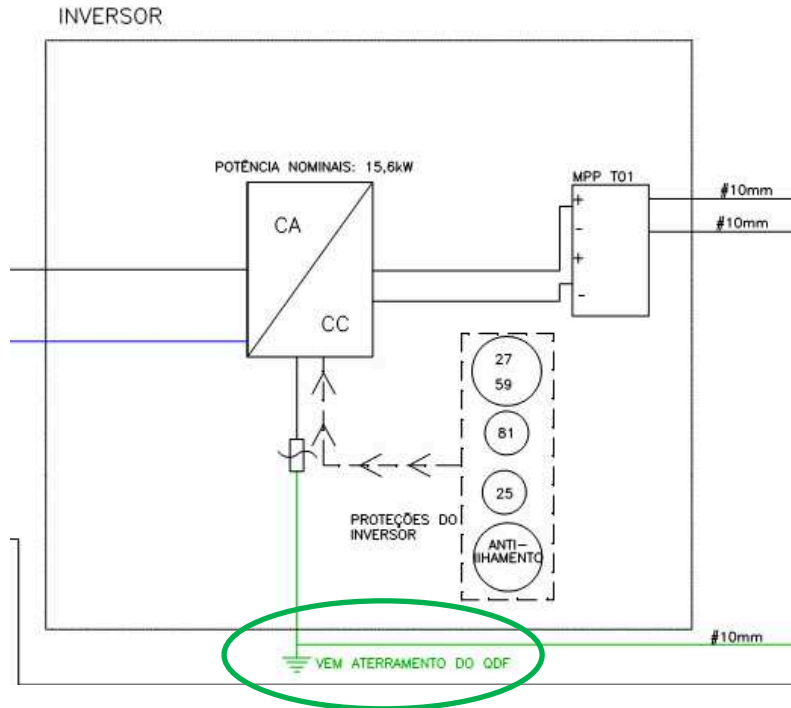 INVERSOR
POTÊNCIA NOMINAIS: 15,6kW
MPP T01
#10mm
#10mm
CA
CC
+
-
+
-
27
59
81
25
PROTEÇÕES DO
INVERSOR
ANTI-
IlHAMENTO
#10mm
VEM ATERRAMENTO DO QDF